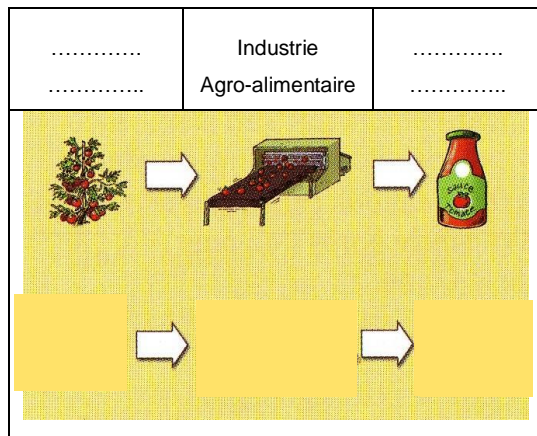 …………. Industrie ………….
………….. Agro-alimentaire …………..
sauce
Tomate